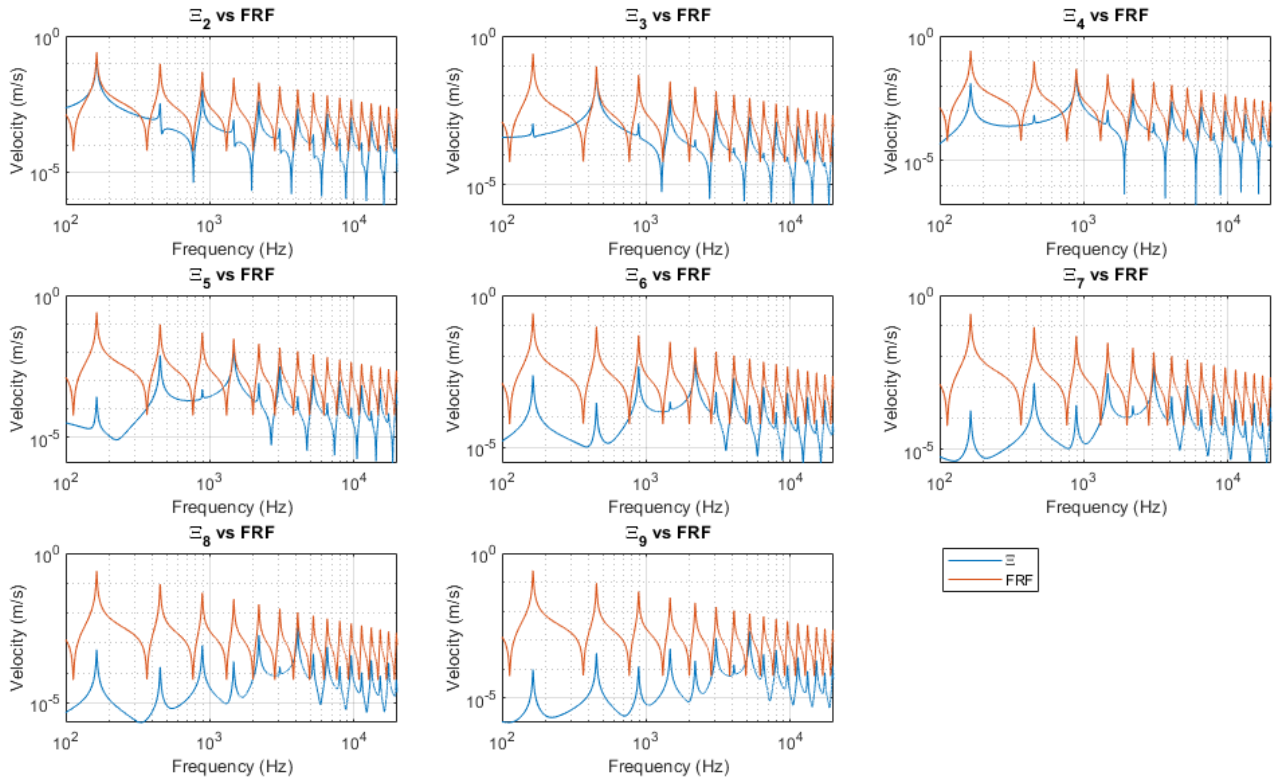 Ξ2 vs FRF
Ξ3 vs FRF
Ξ4 vs FRF
10^0
10^-5
Velocity (m/s)
10^2 10^3 10^4
Frequency (Hz)
10^0
10^-5
Velocity (m/s)
10^2 10^3 10^4
Frequency (Hz)
10^0
10^-5
Velocity (m/s)
10^2 10^3 10^4
Frequency (Hz)
Ξ5 vs FRF
Ξ6 vs FRF
Ξ7 vs FRF
10^0
10^-5
Velocity (m/s)
10^2 10^3 10^4
Frequency (Hz)
10^0
10^-5
Velocity (m/s)
10^2 10^3 10^4
Frequency (Hz)
10^0
10^-5
Velocity (m/s)
10^2 10^3 10^4
Frequency (Hz)
Ξ8 vs FRF
Ξ9 vs FRF
10^0
10^-5
Velocity (m/s)
10^2 10^3 10^4
Frequency (Hz)
10^0
10^-5
Velocity (m/s)
10^2 10^3 10^4
Frequency (Hz)
Ξ
FRF